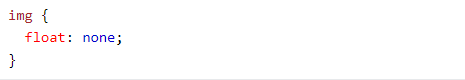 img {
  float: none;
}